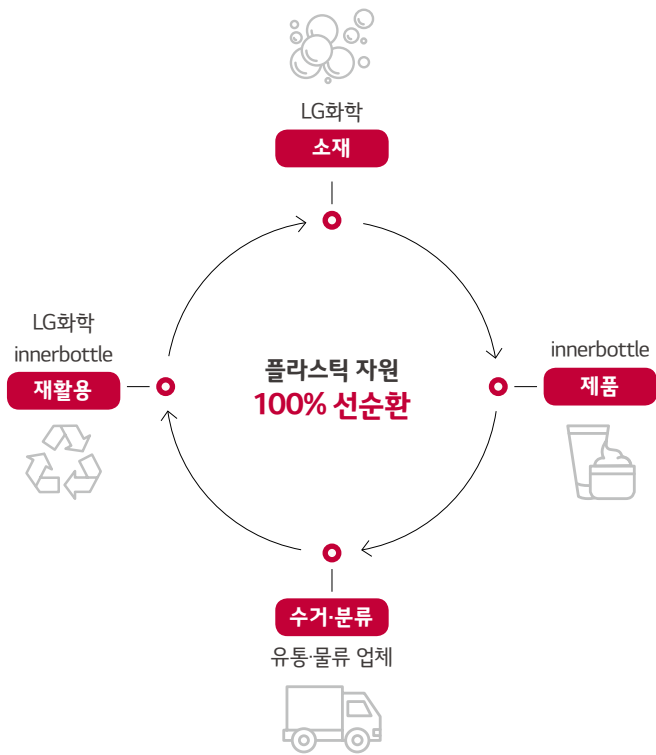 LG화학
소재
LG화학
innerbottle
재활용
플라스틱 자원
100% 선순환
innerbottle
제품
수거·분류
유통·물류 업체